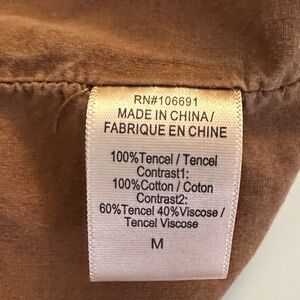 RN#106691
MADE IN CHINA/
FABRIQUE EN CHINE
100%Tencel / Tencel
Contrast1:
100%Cotton / Coton
Contrast2:
60%Tencel 40%Viscose /
Tencel Viscose
M